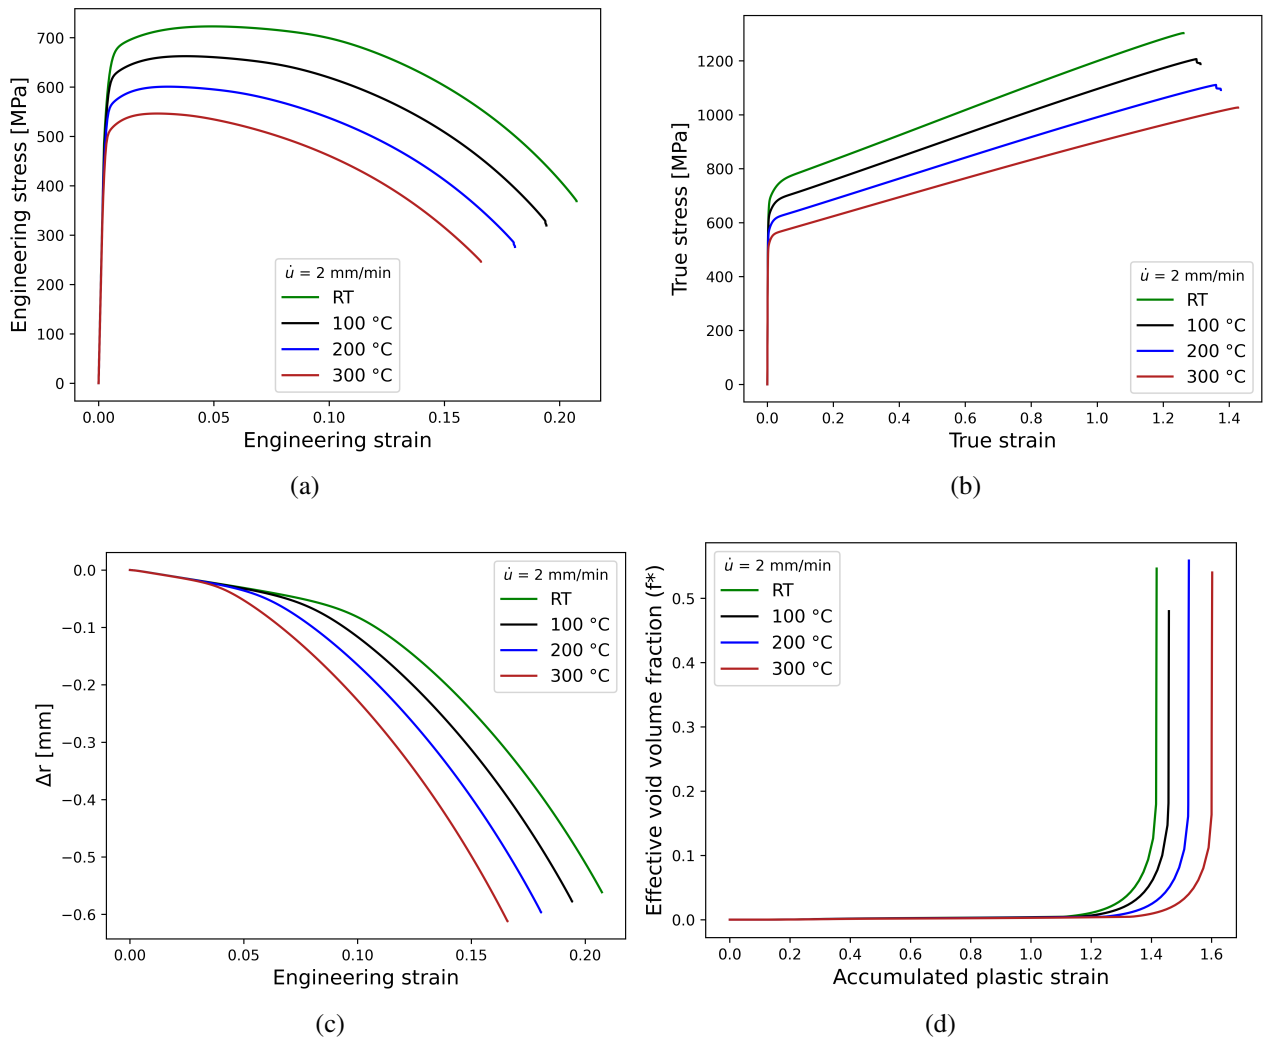 700
600
500
400
300
200
100
0
Engineering stress [MPa]
u̇ = 2 mm/min
RT
100 °C
200 °C
300 °C
0.00 0.05 0.10 0.15 0.20
Engineering strain
(a)
1200
1000
800
600
400
200
0
True stress [MPa]
u̇ = 2 mm/min
RT
100 °C
200 °C
300 °C
0.0 0.2 0.4 0.6 0.8 1.0 1.2 1.4
True strain
(b)
0.0
−0.1
−0.2
−0.3
−0.4
−0.5
−0.6
Δr [mm]
u̇ = 2 mm/min
RT
100 °C
200 °C
300 °C
0.00 0.05 0.10 0.15 0.20
Engineering strain
(c)
0.5
0.4
0.3
0.2
0.1
0.0
Effective void volume fraction (f*)
u̇ = 2 mm/min
RT
100 °C
200 °C
300 °C
0.0 0.2 0.4 0.6 0.8 1.0 1.2 1.4 1.6
Accumulated plastic strain
(d)